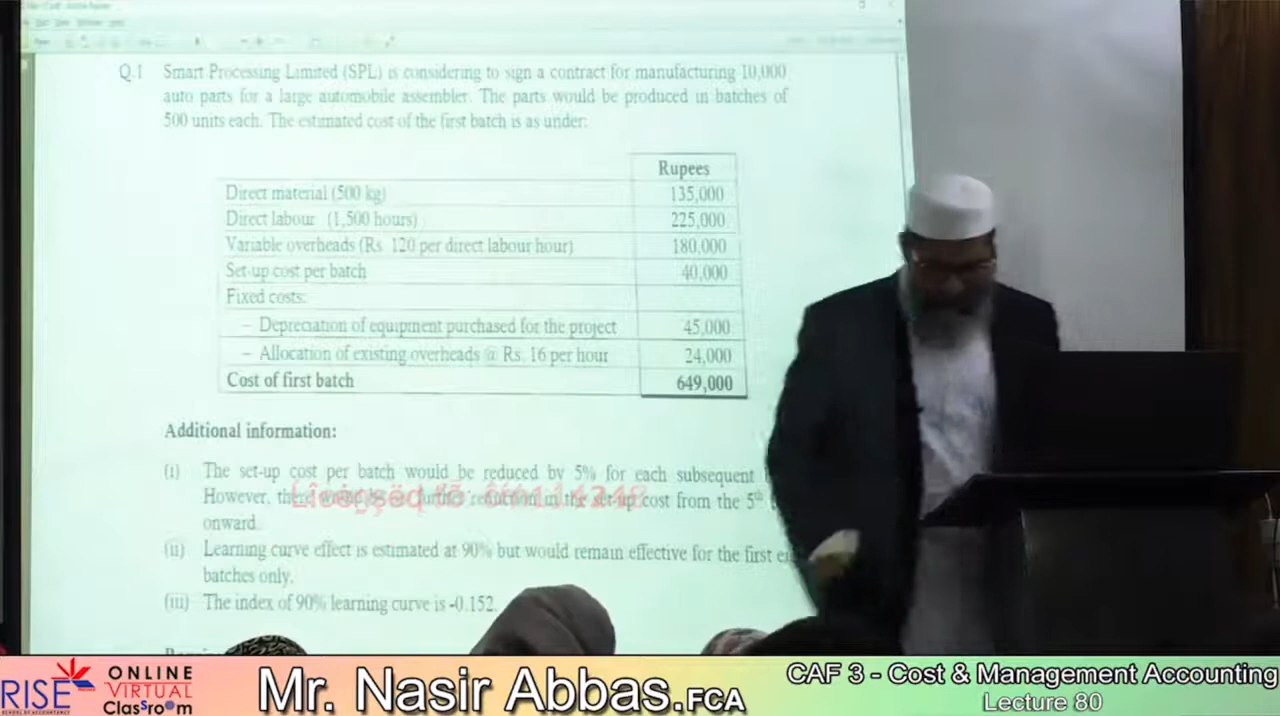 Q.1 Smart Processing Limited (SPL) is considering to sign a contract for manufacturing 10,000
auto parts for a large automobile assembler. The parts would be produced in batches of
500 units each. The estimated cost of the first batch is as under:
Rupees
Direct material (500 kg) 135,000
Direct labour (1,500 hours) 225,000
Variable overheads (Rs. 120 per direct labour hour) 180,000
Set-up cost per batch 40,000
Fixed costs:
– Depreciation of equipment purchased for the project 45,000
– Allocation of existing overheads @ Rs. 16 per hour 24,000
Cost of first batch 649,000
Additional information:
(i) The set-up cost per batch would be reduced by 5% for each subsequent
However, reduction in the set-up cost from the 5th
onward.
(ii) Learning curve effect is estimated at 90% but would remain effective for the first
batches only.
(iii) The index of 90% learning curve is -0.152.
RISE
ONLINE
VIRTUAL
Classroom
Mr. Nasir Abbas.FCA
CAF 3 - Cost & Management Accounting
Lecture 80